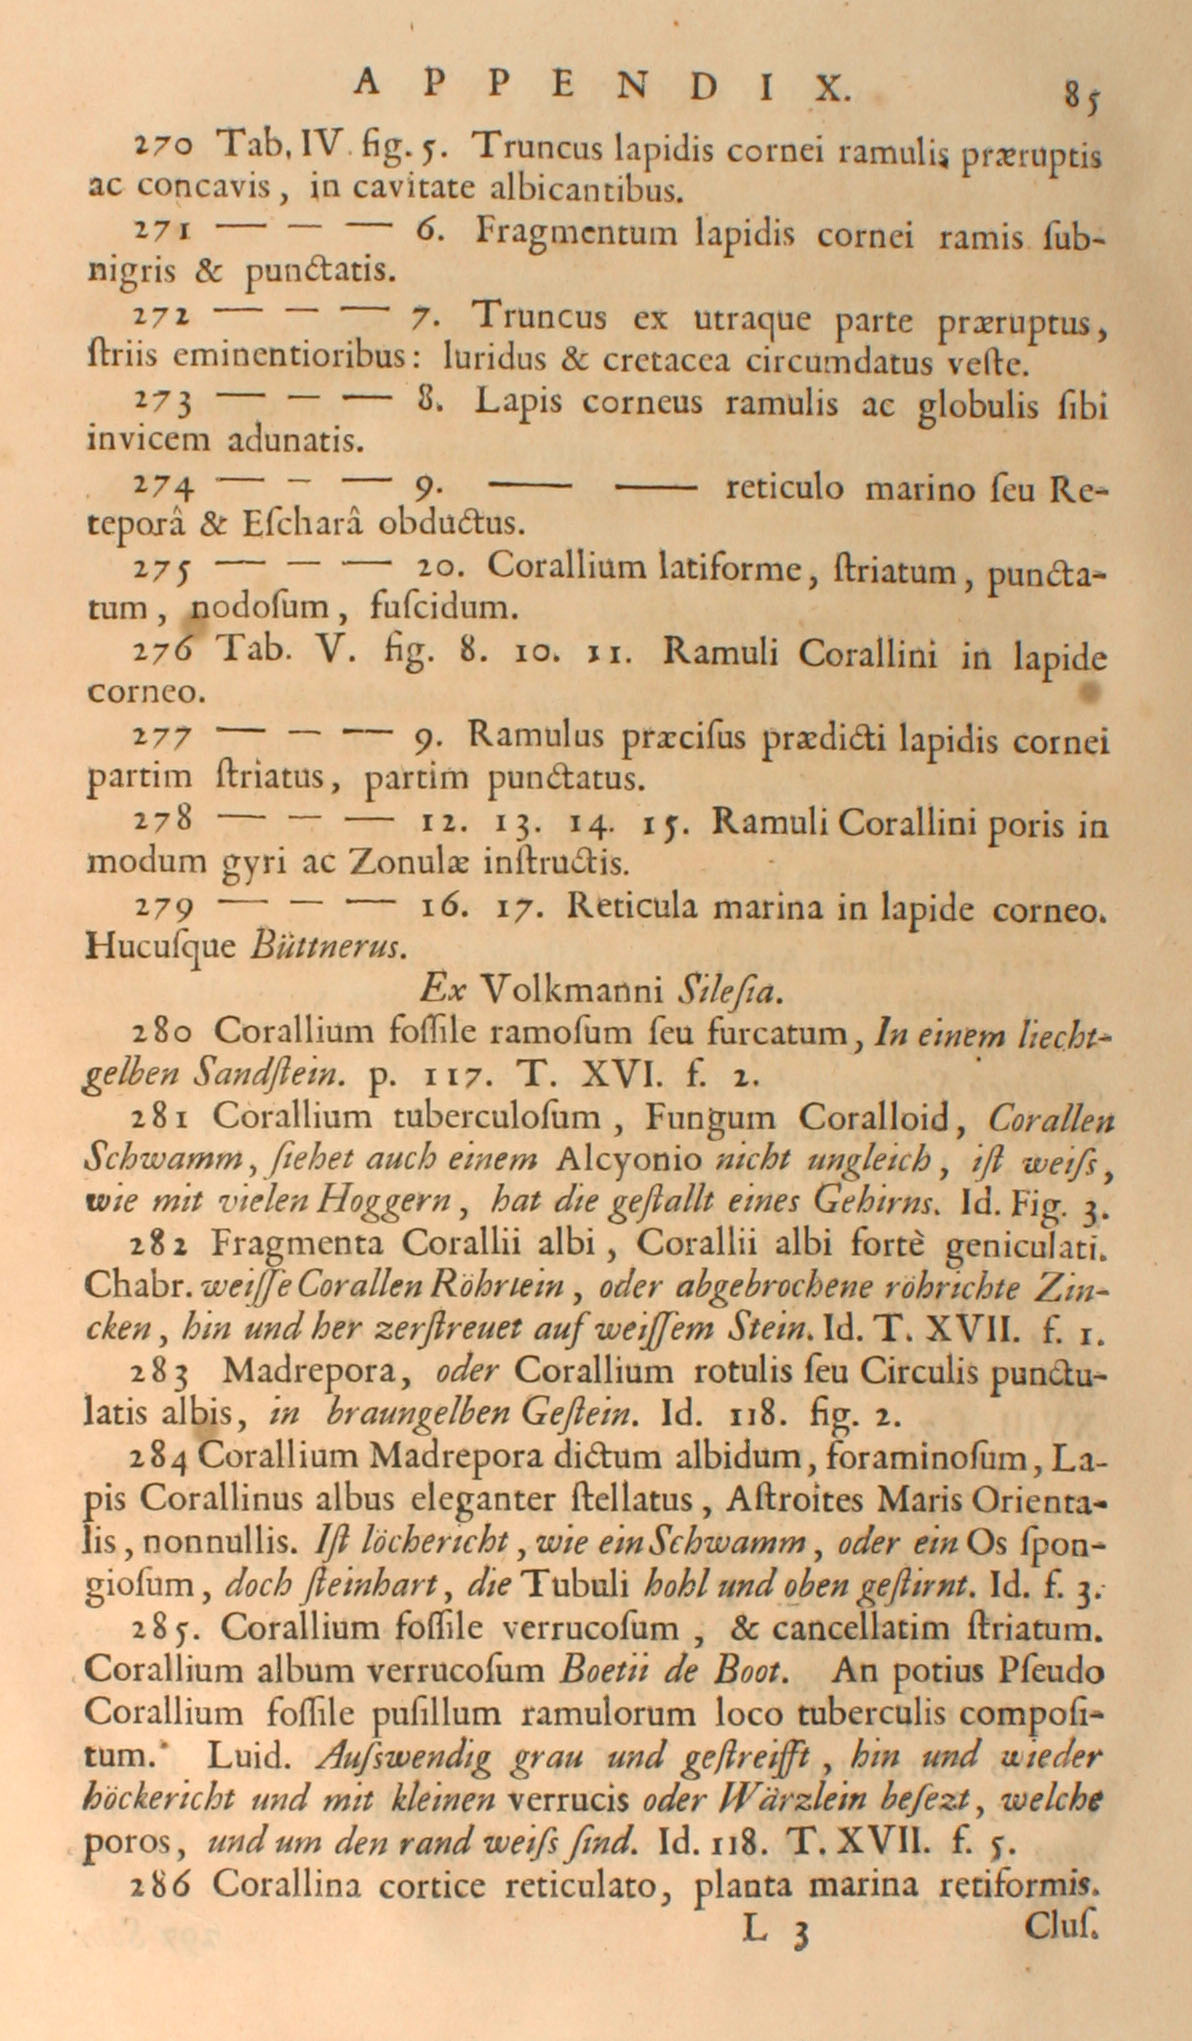 APPENDIX. 85
270 Tab. IV. fig. 5. Truncus lapidis cornei ramulis præruptis
ac concavis, in cavitate albicantibus.
271 — — — 6. Fragmentum lapidis cornei ramis ſub-
nigris & punctatis.
272 — — — 7. Truncus ex utraque parte præruptus,
ſtriis eminentioribus: luridus & cretacea circumdatus veſte.
273 — — — 8. Lapis corneus ramulis ac globulis ſibi
invicem adunatis.
274 — — — 9. — — reticulo marino ſeu Re-
teporâ & Eſcharâ obductus.
275 — — — 20. Corallium latiforme, ſtriatum, puncta-
tum, nodoſum, fuſcidum.
276 Tab. V. fig. 8. 10. 11. Ramuli Corallini in lapide
corneo.
277 — — — 9. Ramulus præciſus prædicti lapidis cornei
partim ſtriatus, partim punctatus.
278 — — — 12. 13. 14. 15. Ramuli Corallini poris in
modum gyri ac Zonulæ inſtructis.
279 — — — 16. 17. Reticula marina in lapide corneo.
Hucuſque Büttnerus.
Ex Volkmanni Sileſia.
280 Corallium foſſile ramoſum ſeu furcatum, In einem liecht-
gelben Sandſtein. p. 117. T. XVI. f. 2.
281 Corallium tuberculoſum, Fungum Coralloid, Corallen
Schwamm, ſiehet auch einem Alcyonio nicht ungleich, iſt weiſs,
wie mit vielen Hoggern, hat die geſtallt eines Gehirns. Id. Fig. 3.
282 Fragmenta Corallii albi, Corallii albi fortè geniculati.
Chabr. weiſſe Corallen Röhrlein, oder abgebrochene röhrichte Zin-
cken, hin und her zerſtreuet auf weiſſem Stein. Id. T. XVII. f. 1.
283 Madrepora, oder Corallium rotulis ſeu Circulis punctu-
latis albis, in braungelben Geſtein. Id. 118. fig. 2.
284 Corallium Madrepora dictum albidum, foraminoſum, La-
pis Corallinus albus eleganter ſtellatus, Aſtroites Maris Orienta-
lis, nonnullis. Iſt löchericht, wie ein Schwamm, oder ein Os ſpon-
gioſum, doch ſteinhart, die Tubuli hohl und oben geſtirnt. Id. f. 3.
285. Corallium foſſile verrucoſum, & cancellatim ſtriatum.
Corallium album verrucoſum Boetii de Boot. An potius Pſeudo
Corallium foſſile puſillum ramulorum loco tuberculis compoſi-
tum. Luid. Auſswendig grau und geſtreifft, hin und wieder
höckericht und mit kleinen verrucis oder Wärzlein beſezt, welche
poros, und um den rand weiſs ſind. Id. 118. T. XVII. f. 5.
286 Corallina cortice reticulato, planta marina retiformis.
L 3 Cluſ.